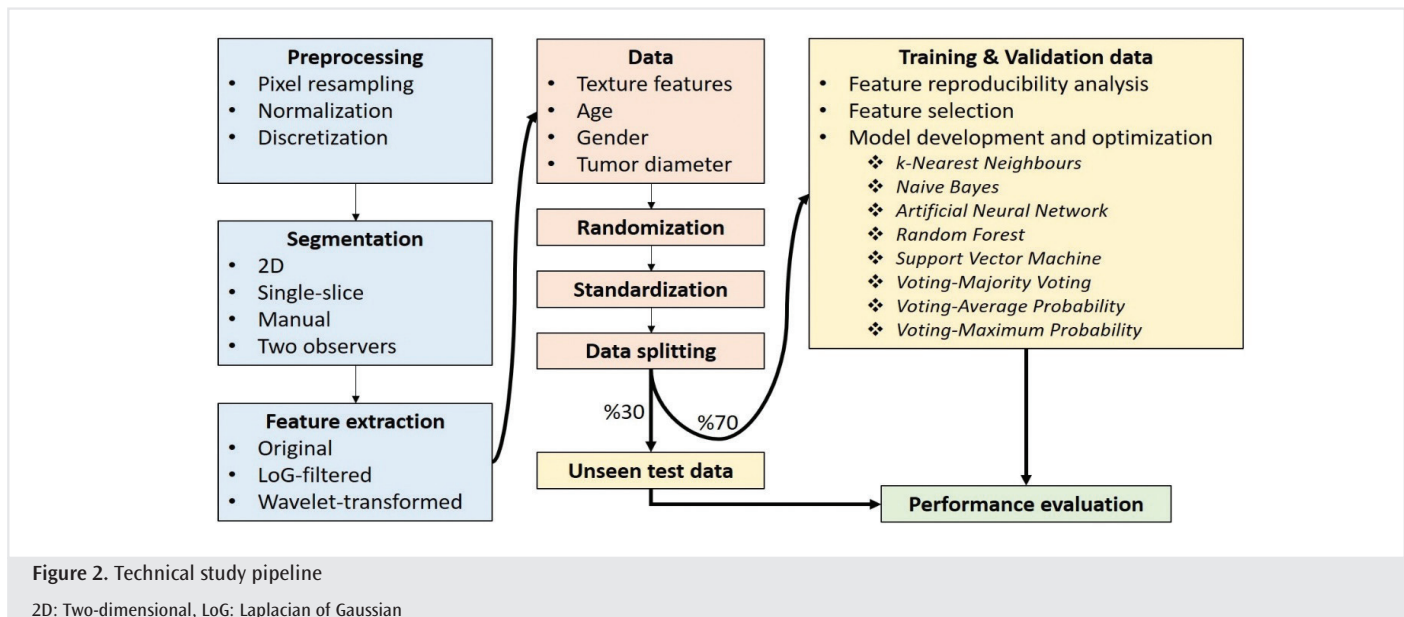 Preprocessing
• Pixel resampling
• Normalization
• Discretization
Segmentation
• 2D
• Single-slice
• Manual
• Two observers
Feature extraction
• Original
• LoG-filtered
• Wavelet-transformed
Data
• Texture features
• Age
• Gender
• Tumor diameter
Randomization
Standardization
Data splitting
%30
%70
Unseen test data
Training & Validation data
• Feature reproducibility analysis
• Feature selection
• Model development and optimization
❖ k-Nearest Neighbours
❖ Naive Bayes
❖ Artificial Neural Network
❖ Random Forest
❖ Support Vector Machine
❖ Voting-Majority Voting
❖ Voting-Average Probability
❖ Voting-Maximum Probability
Performance evaluation
Figure 2. Technical study pipeline
2D: Two-dimensional, LoG: Laplacian of Gaussian